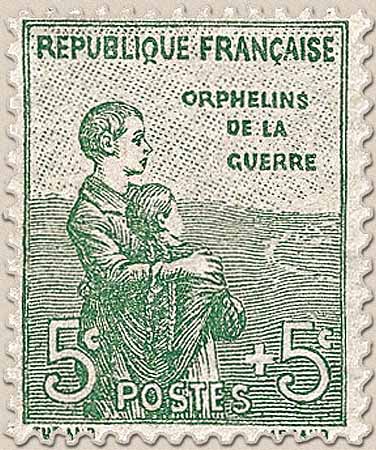 REPUBLIQUE FRANÇAISE
ORPHELINS
DE LA
GUERRE
5c +5c
POSTES